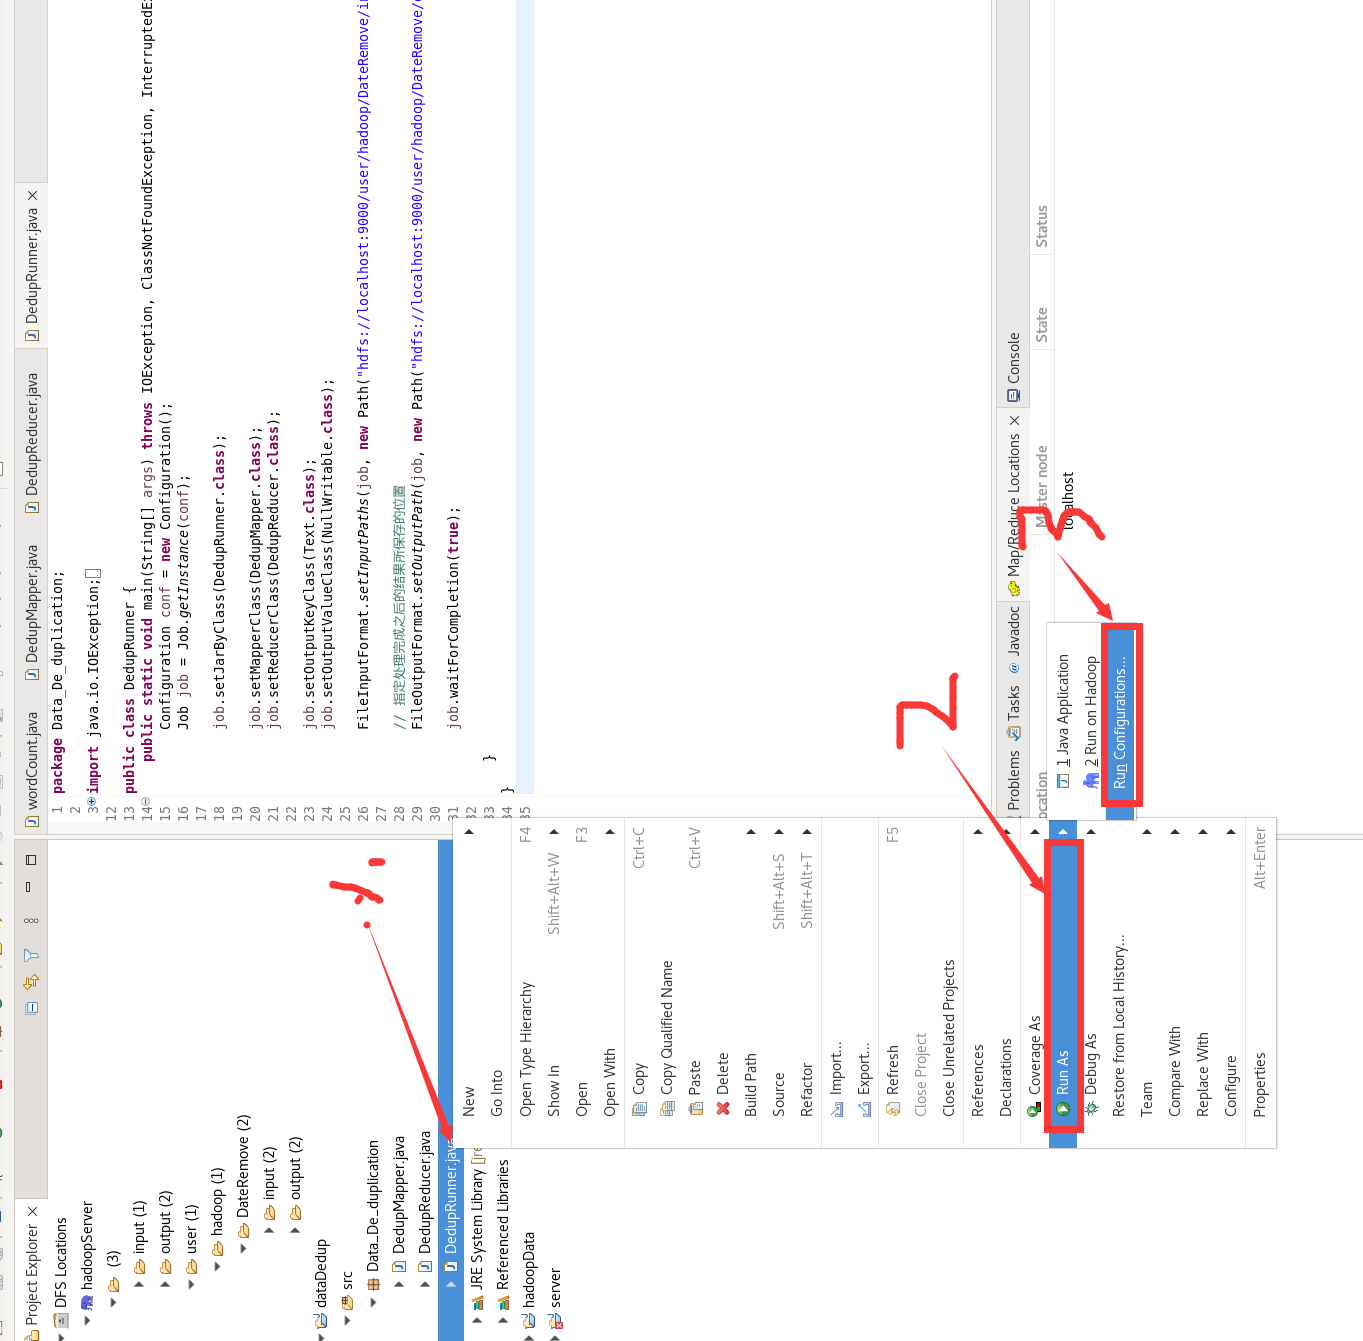 Project Explorer
DFS Locations
hadoopServer
(3)
input (1)
output (2)
user (1)
hadoop (1)
DateRemove (2)
input (2)
output (2)
dataDedup
src
Data_De_duplication
DedupMapper.java
DedupReducer.java
DedupRunner.java
JRE System Library [jre
Referenced Libraries
hadoopData
server
wordCount.java
DedupMapper.java
DedupReducer.java
DedupRunner.java
1 package Data_De_duplication;
2
3 import java.io.IOException;
12
13 public class DedupRunner {
14 public static void main(String[] args) throws IOException, ClassNotFoundException, InterruptedE
15 Configuration conf = new Configuration();
16 Job job = Job.getInstance(conf);
17
18 job.setJarByClass(DedupRunner.class);
19
20 job.setMapperClass(DedupMapper.class);
21 job.setReducerClass(DedupReducer.class);
22
23 job.setOutputKeyClass(Text.class);
24 job.setOutputValueClass(NullWritable.class);
25
26 FileInputFormat.setInputPaths(job, new Path("hdfs://localhost:9000/user/hadoop/DateRemove/i
27
28 // 指定处理完成之后的结果所保存的位置
29 FileOutputFormat.setOutputPath(job, new Path("hdfs://localhost:9000/user/hadoop/DateRemove/
30
31 job.waitForCompletion(true);
32
33 }
34 }
35
New
Go Into
Open Type Hierarchy F4
Show In Shift+Alt+W
Open F3
Open With
Copy Ctrl+C
Copy Qualified Name
Paste Ctrl+V
Delete
Build Path
Source Shift+Alt+S
Refactor Shift+Alt+T
Import...
Export...
Refresh F5
Close Project
Close Unrelated Projects
References
Declarations
Coverage As
Run As
Debug As
Restore from Local History...
Team
Compare With
Replace With
Configure
Properties Alt+Enter
1 Java Application
2 Run on Hadoop
Run Configurations...
Problems
Tasks
@ Javadoc
Map/Reduce Locations
Console
ocation
Master node
State
Status
localhost
2
3